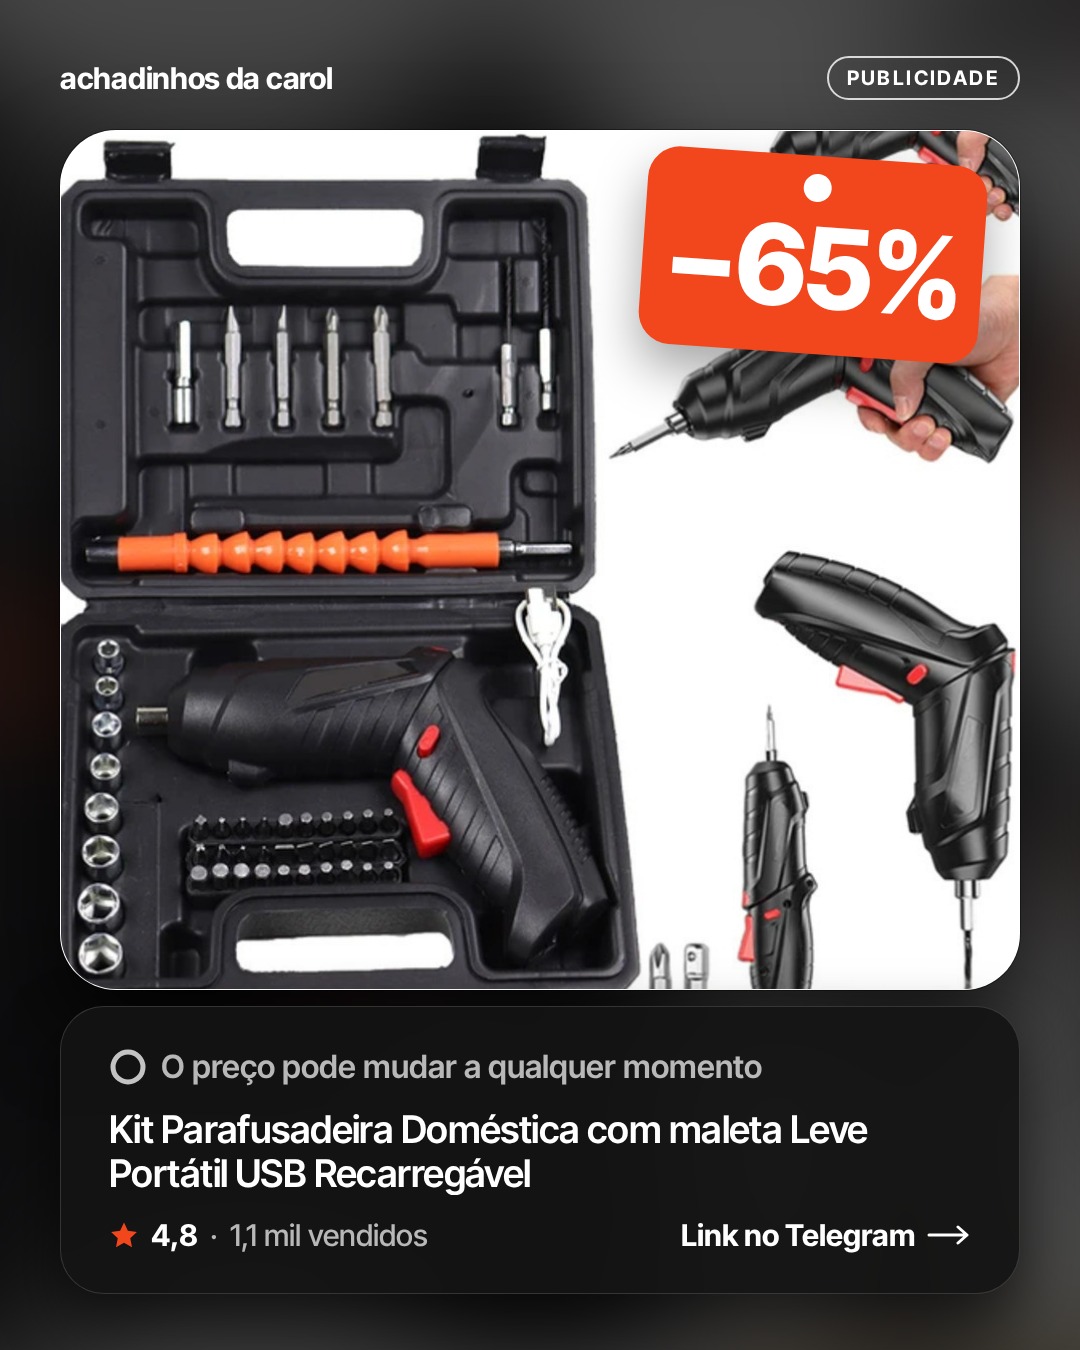 achadinhos da carol
PUBLICIDADE
–65%
O preço pode mudar a qualquer momento
Kit Parafusadeira Doméstica com maleta Leve
Portátil USB Recarregável
4,8 · 1,1 mil vendidos
Link no Telegram →